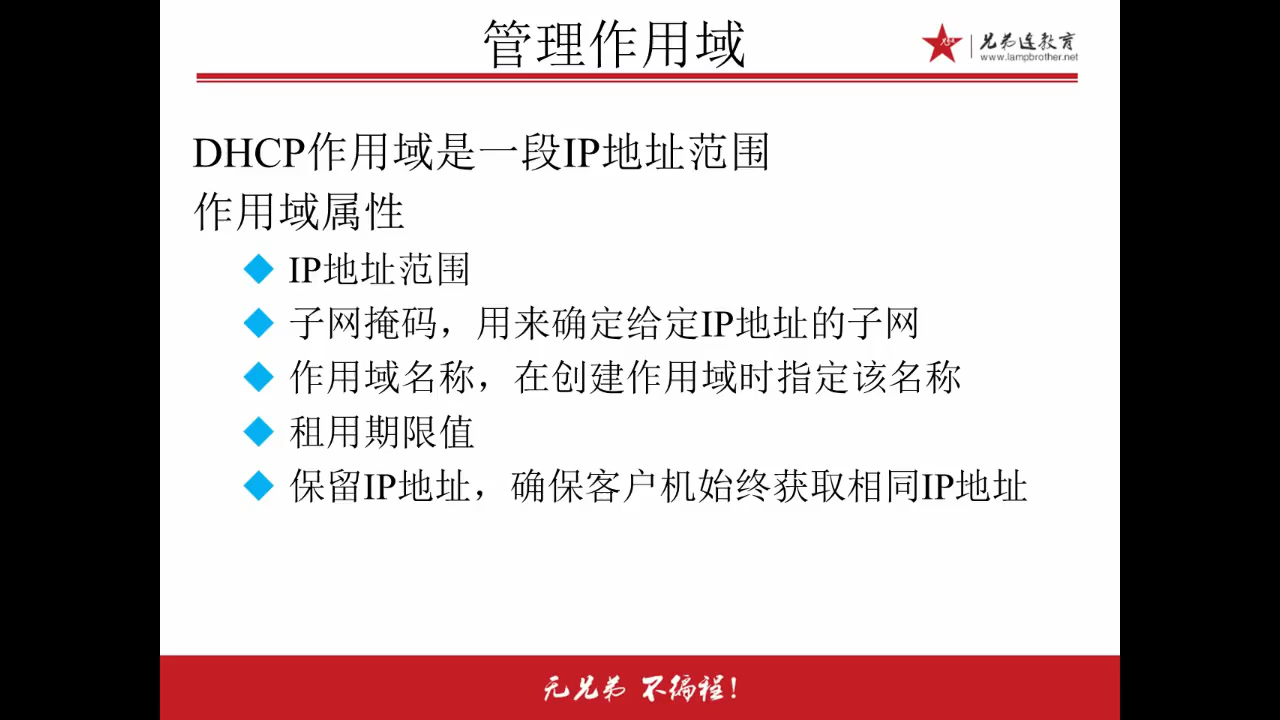 管理作用域
兄弟连教育
www.lampbrother.net
DHCP作用域是一段IP地址范围
作用域属性
IP地址范围
子网掩码，用来确定给定IP地址的子网
作用域名称，在创建作用域时指定该名称
租用期限值
保留IP地址，确保客户机始终获取相同IP地址
无兄弟 不编程！